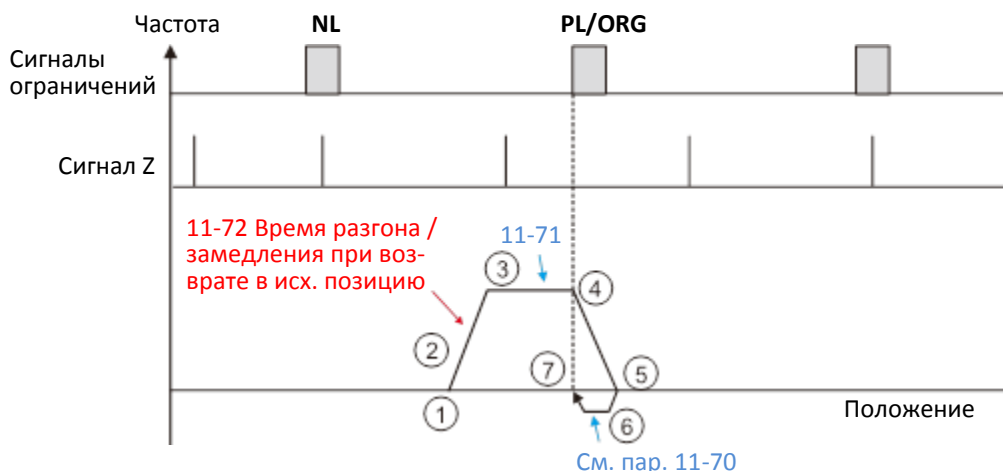 Частота
NL
PL/ORG
Сигналы
ограничений
Сигнал Z
11-72 Время разгона /
замедления при воз-
врате в исх. позицию
11-71
3
4
2
7
5
1
6
Положение
См. пар. 11-70